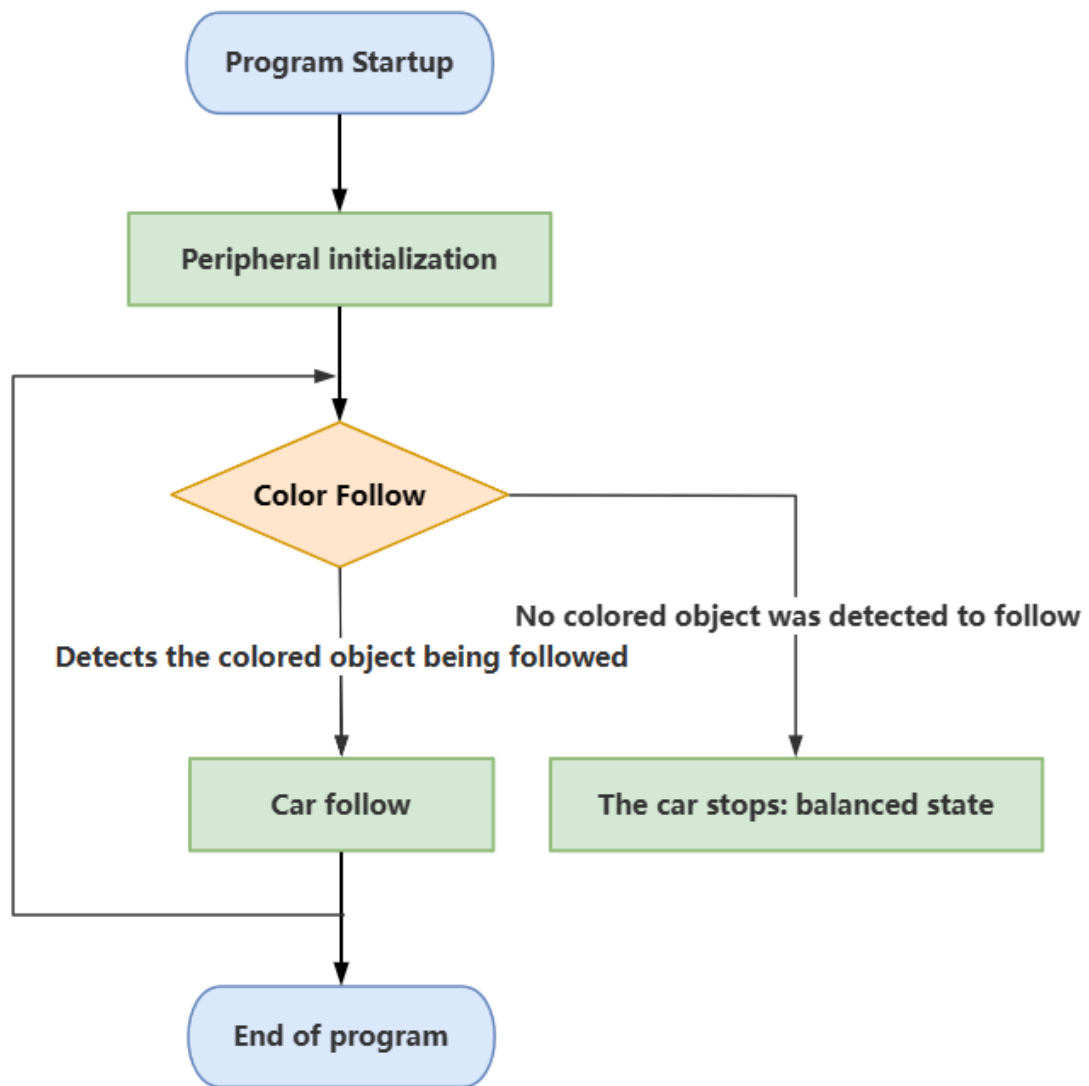 Program Startup
Peripheral initialization
Color Follow
No colored object was detected to follow
Detects the colored object being followed
Car follow
The car stops: balanced state
End of program